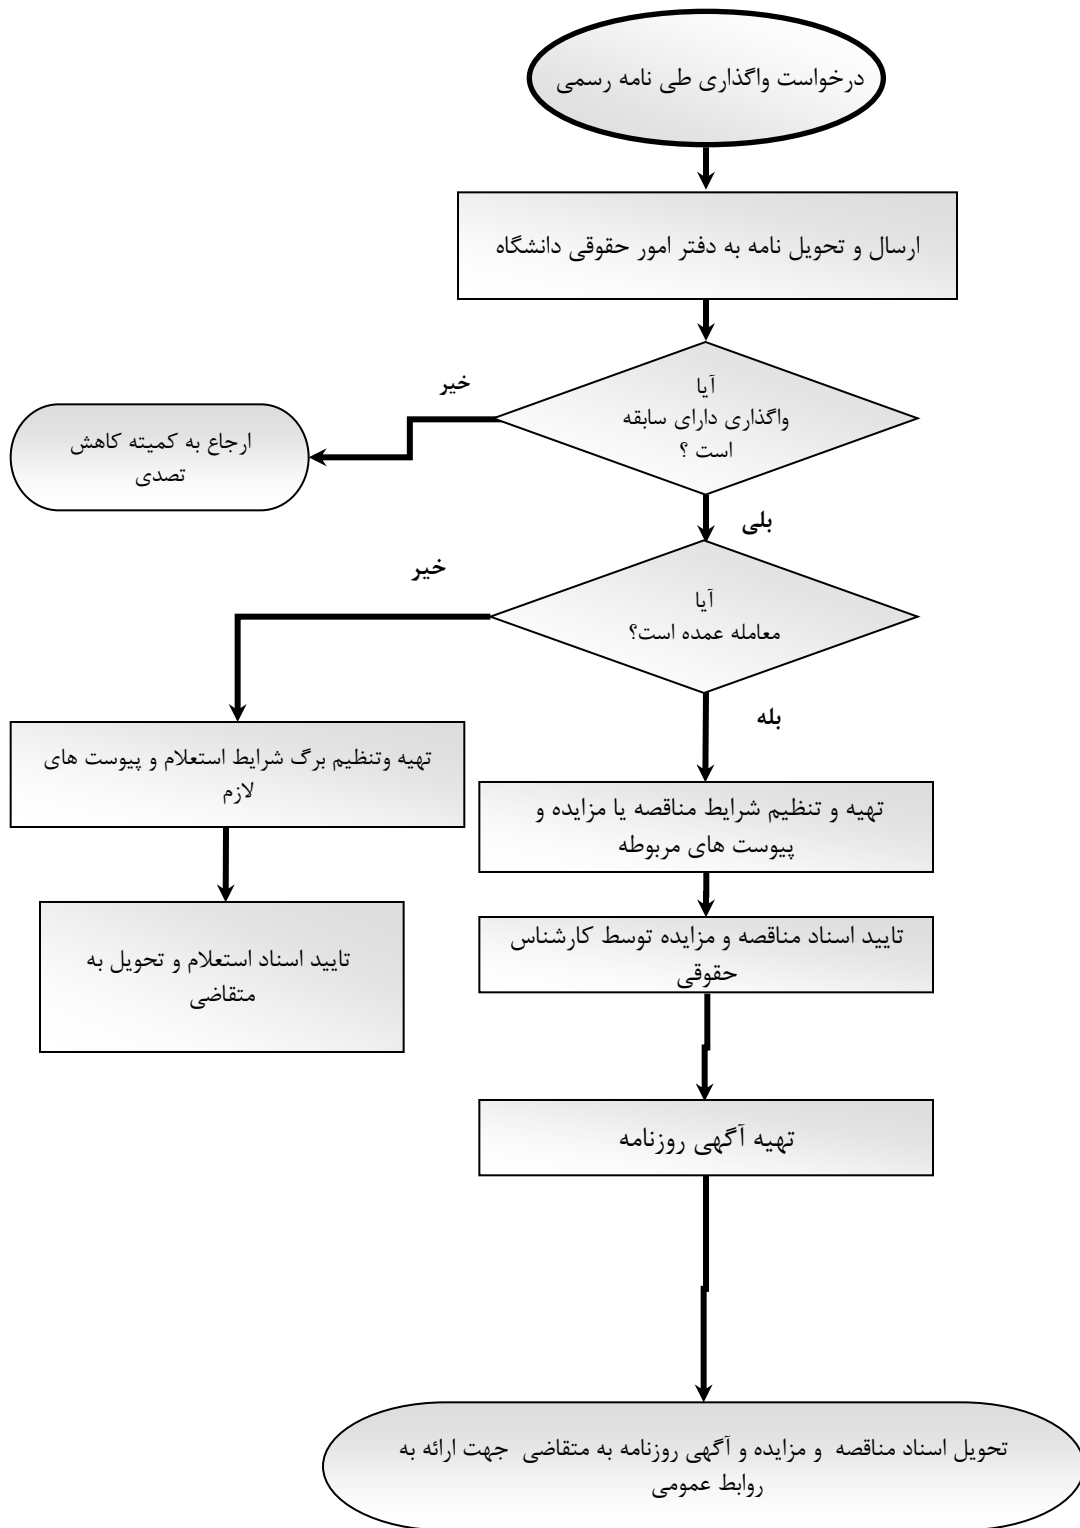 درخواست واگذاری طی نامه رسمی
ارسال و تحویل نامه به دفتر امور حقوقی دانشگاه
آیا
واگذاری دارای سابقه
است ؟
خیر
ارجاع به کمیته کاهش
تصدی
بلی
آیا
معامله عمده است؟
خیر
بله
تهیه وتنظیم برگ شرایط استعلام و پیوست های
لازم
تهیه و تنظیم شرایط مناقصه یا مزایده و
پیوست های مربوطه
تایید اسناد استعلام و تحویل به
متقاضی
تایید اسناد مناقصه و مزایده توسط کارشناس
حقوقی
تهیه آگهی روزنامه
تحویل اسناد مناقصه و مزایده و آگهی روزنامه به متقاضی جهت ارائه به
روابط عمومی